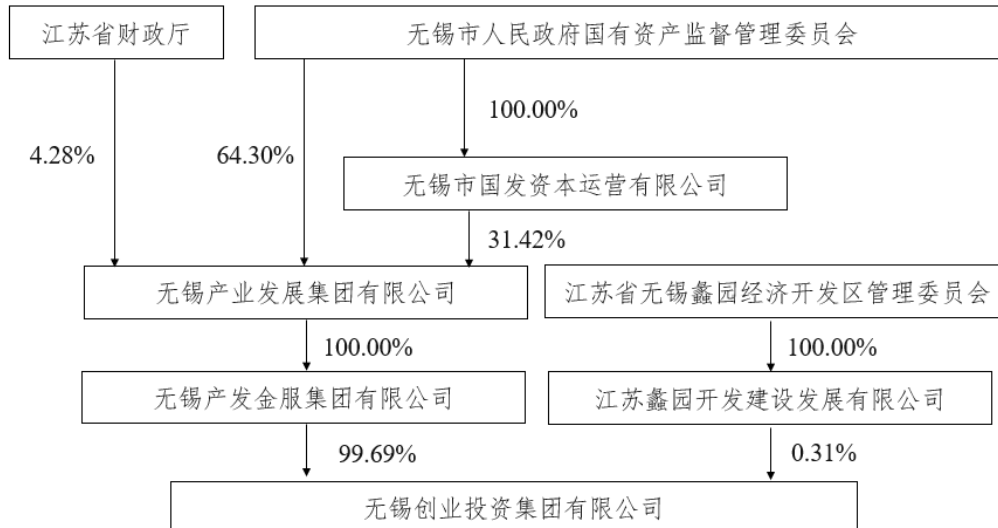 江苏省财政厅
无锡市人民政府国有资产监督管理委员会
100.00%
4.28%
64.30%
无锡市国发资本运营有限公司
31.42%
无锡产业发展集团有限公司
江苏省无锡蠡园经济开发区管理委员会
100.00%
100.00%
无锡产发金服集团有限公司
江苏蠡园开发建设发展有限公司
99.69%
0.31%
无锡创业投资集团有限公司